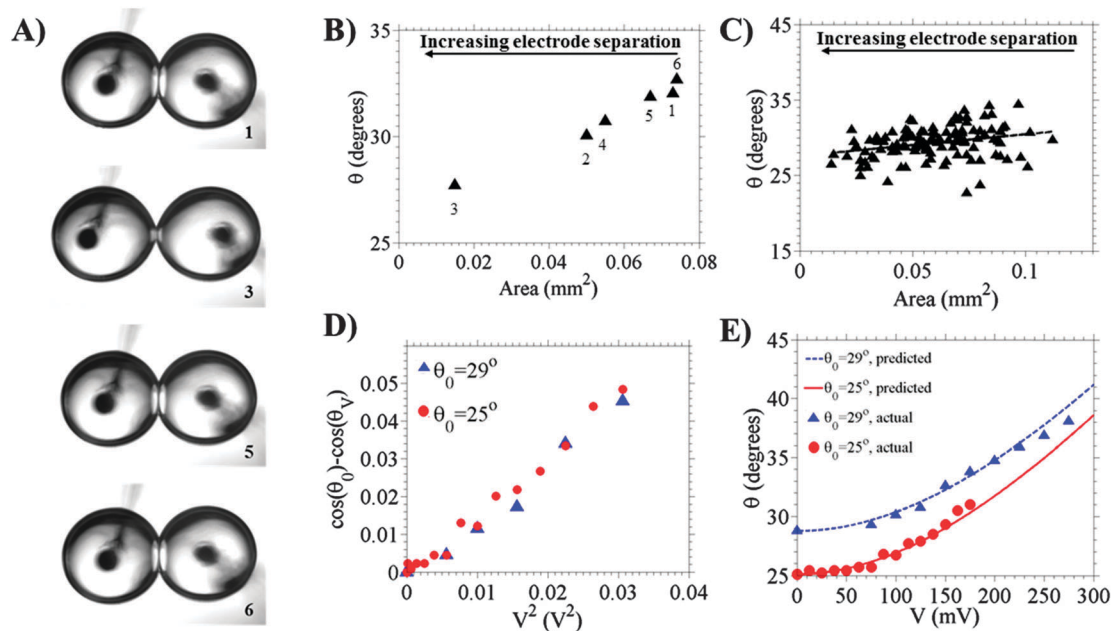 A)
1
3
5
6
B)
Increasing electrode separation
θ (degrees)
35
30
25
6
5
1
4
2
3
0
0.02
0.04
0.06
0.08
Area (mm²)
C)
Increasing electrode separation
θ (degrees)
45
35
25
15
0
0.05
0.1
Area (mm²)
D)
cos(θ₀)-cos(θᵥ)
0.05
0.04
0.03
0.02
0.01
0
θ₀=29°
θ₀=25°
0
0.01
0.02
0.03
0.04
V² (V²)
E)
θ (degrees)
45
40
35
30
25
θ₀=29°, predicted
θ₀=25°, predicted
θ₀=29°, actual
θ₀=25°, actual
0
50
100
150
200
250
300
V (mV)